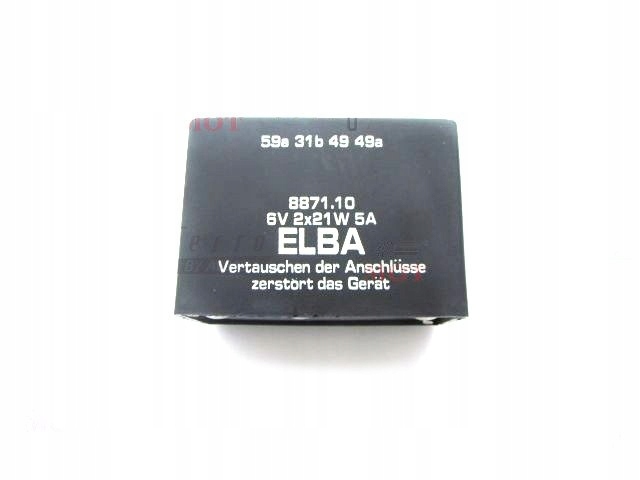 59a 31b 49 49a
8871.10
6V 2x21W 5A
ELBA
Vertauschen der Anschlüsse
zerstört das Gerät